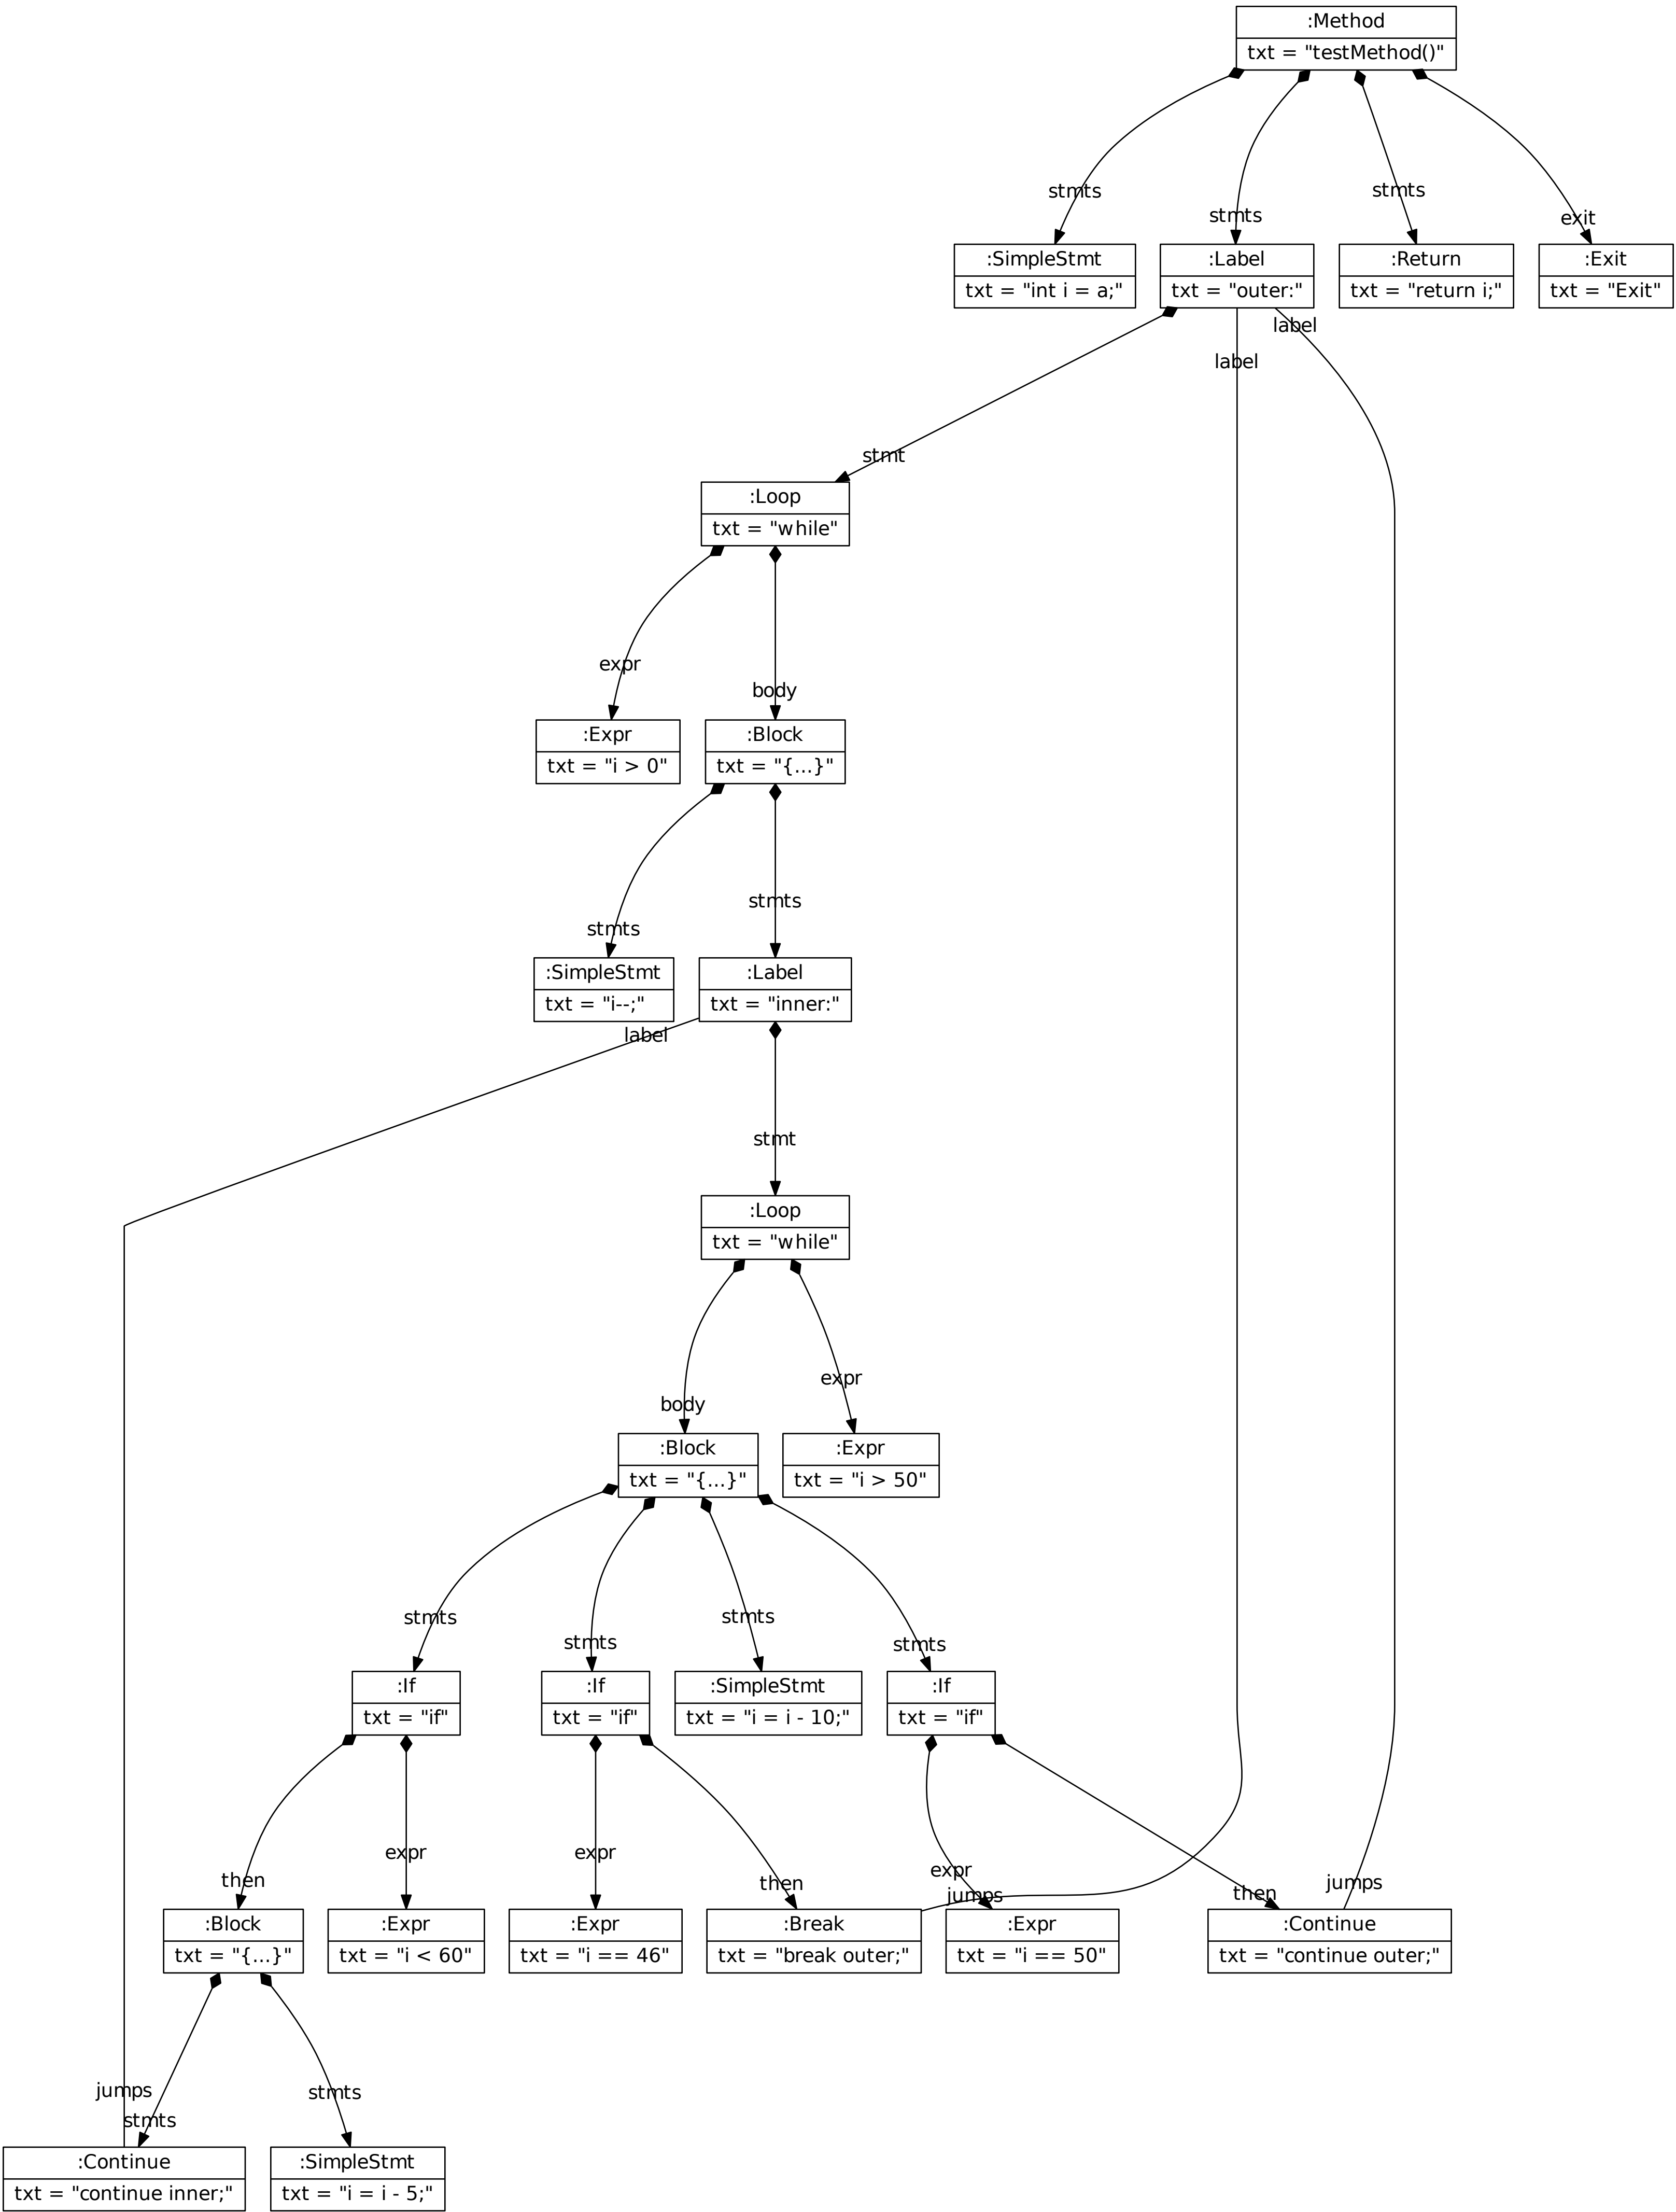 :Method
txt = "testMethod()"
stmts
stmts
stmts
exit
:SimpleStmt
txt = "int i = a;"
:Label
txt = "outer:"
:Return
txt = "return i;"
:Exit
txt = "Exit"
label
label
stmt
:Loop
txt = "while"
expr
body
:Expr
txt = "i > 0"
:Block
txt = "{...}"
stmts
stmts
:SimpleStmt
txt = "i--;"
:Label
txt = "inner:"
label
stmt
:Loop
txt = "while"
body
expr
:Block
txt = "{...}"
:Expr
txt = "i > 50"
stmts
stmts
stmts
stmts
:If
txt = "if"
:If
txt = "if"
:SimpleStmt
txt = "i = i - 10;"
:If
txt = "if"
then
expr
expr
then
expr
jumps
then
jumps
:Block
txt = "{...}"
:Expr
txt = "i < 60"
:Expr
txt = "i == 46"
:Break
txt = "break outer;"
:Expr
txt = "i == 50"
:Continue
txt = "continue outer;"
jumps
stmts
stmts
:Continue
txt = "continue inner;"
:SimpleStmt
txt = "i = i - 5;"